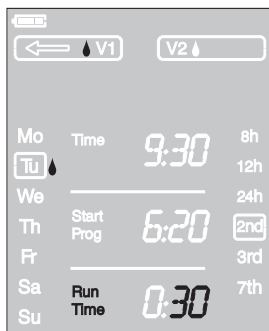 V1 V2
Mo Time 9:30 8h
Tu 12h
We 24h
Th Start Prog 6:20 2nd
Fr 3rd
Sa Run Time 0:30 7th
Su